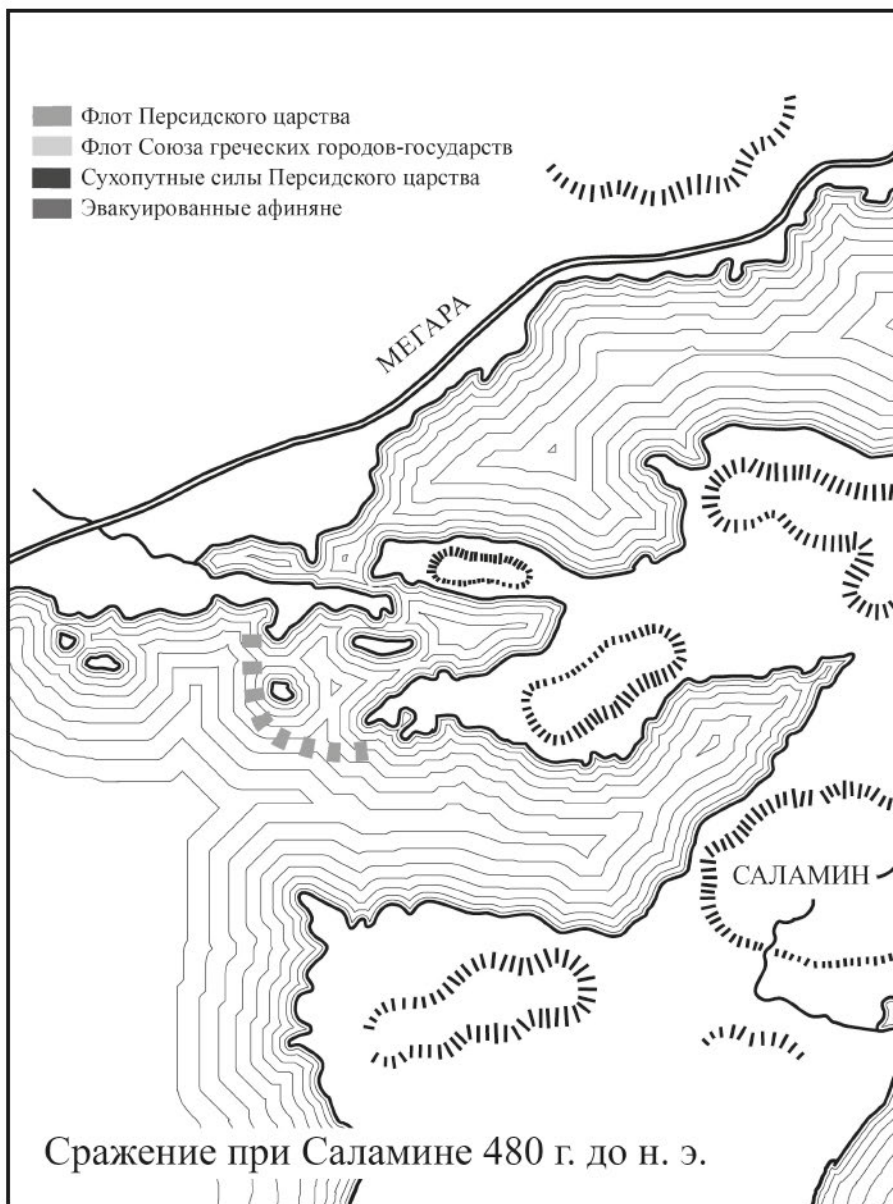 Флот Персидского царства
Флот Союза греческих городов-государств
Сухопутные силы Персидского царства
Эвакуированные афиняне
МЕГАРА
САЛАМИН
Сражение при Саламине 480 г. до н. э.